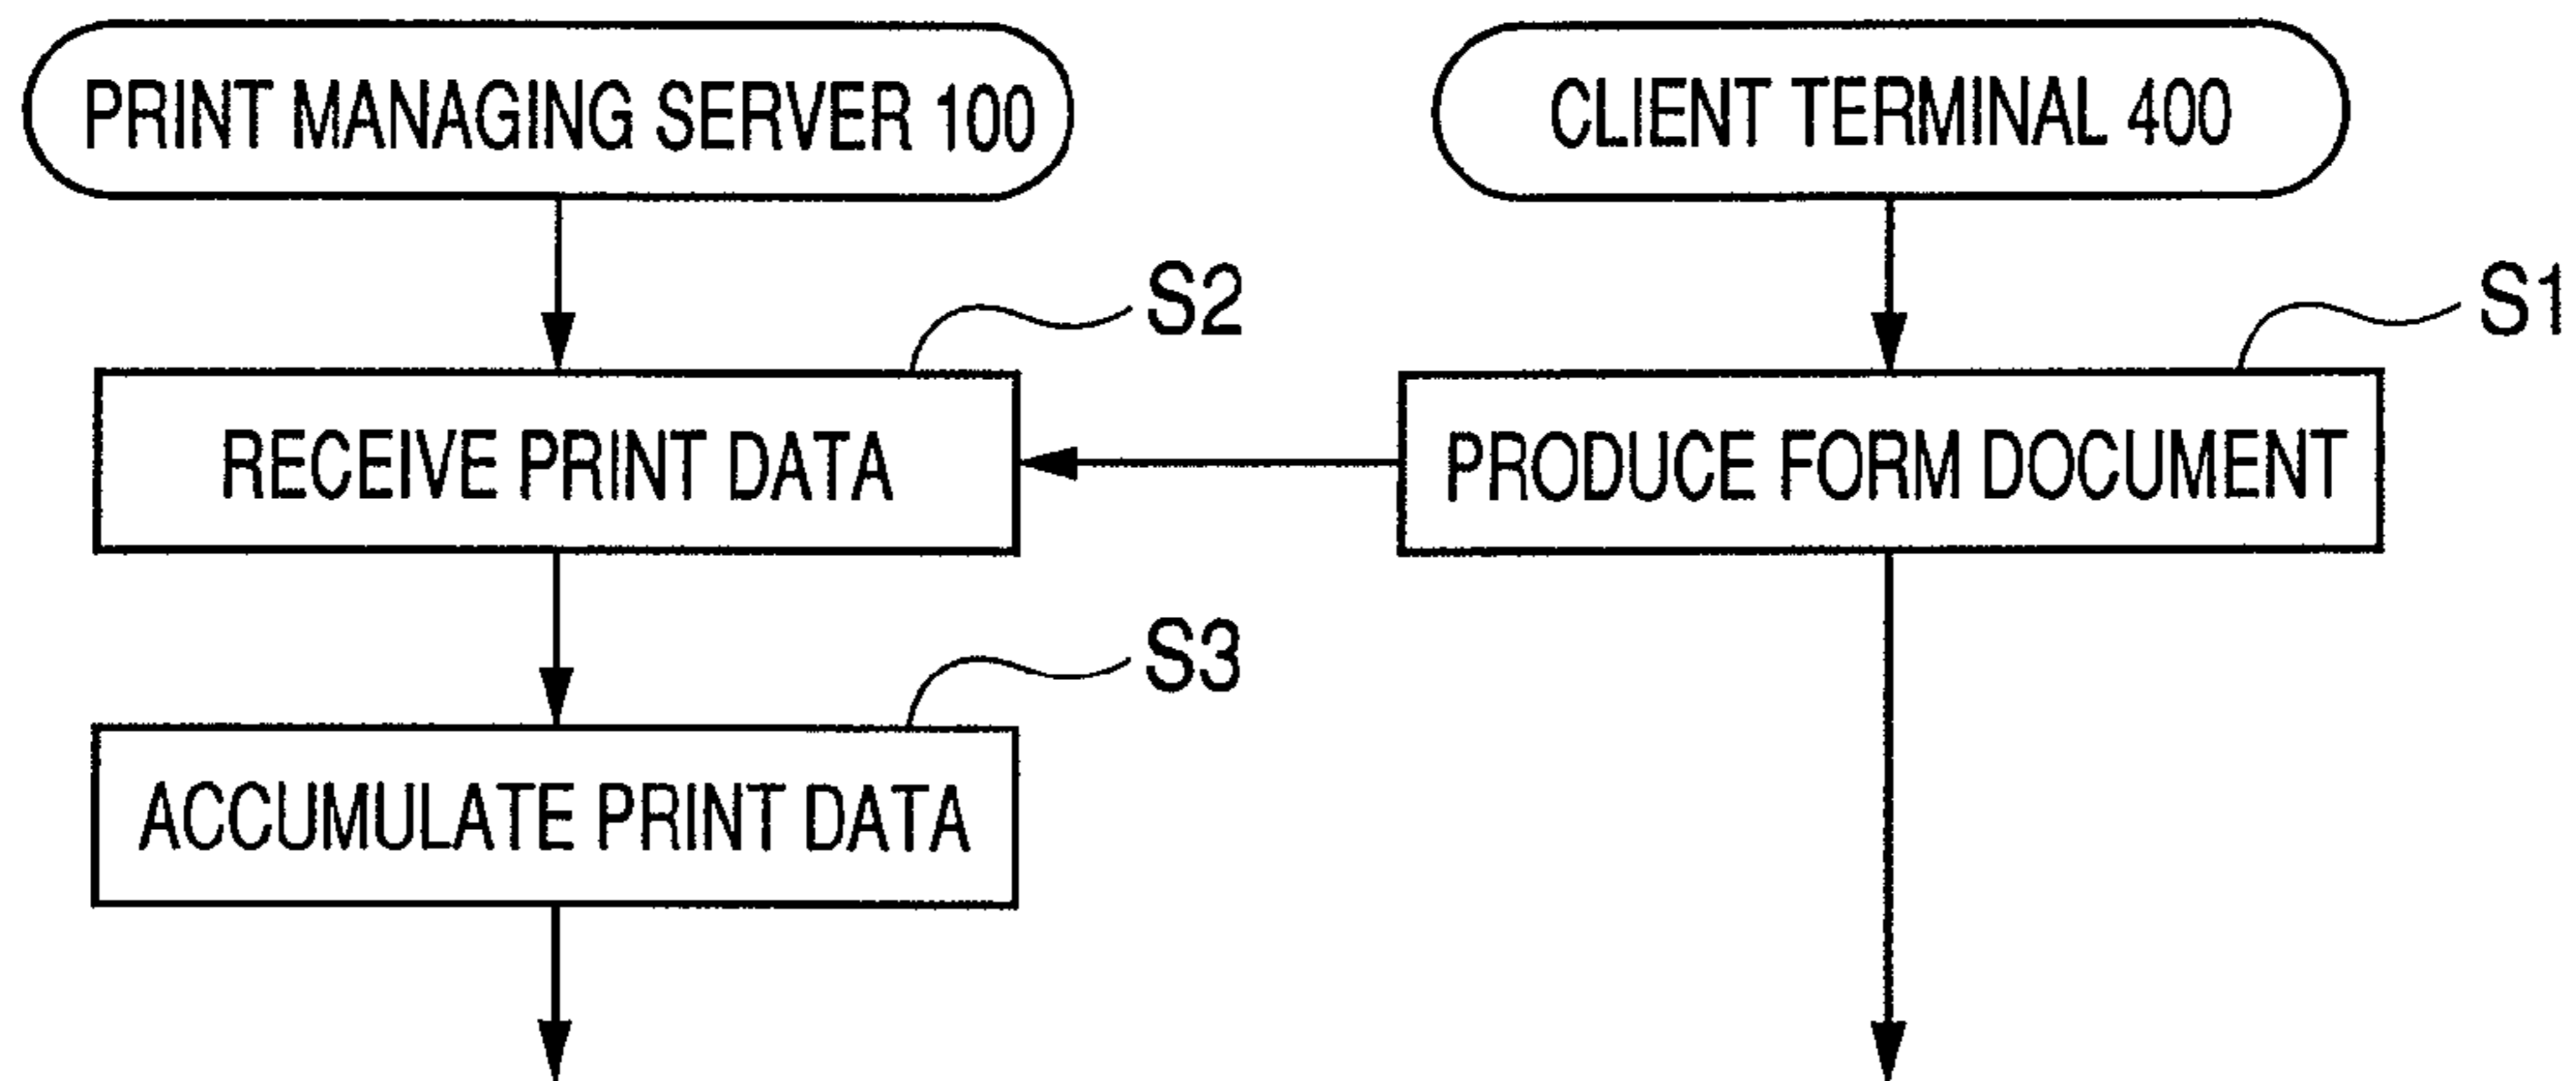 PRINT MANAGING SERVER 100
CLIENT TERMINAL 400
S2
S1
RECEIVE PRINT DATA
PRODUCE FORM DOCUMENT
S3
ACCUMULATE PRINT DATA